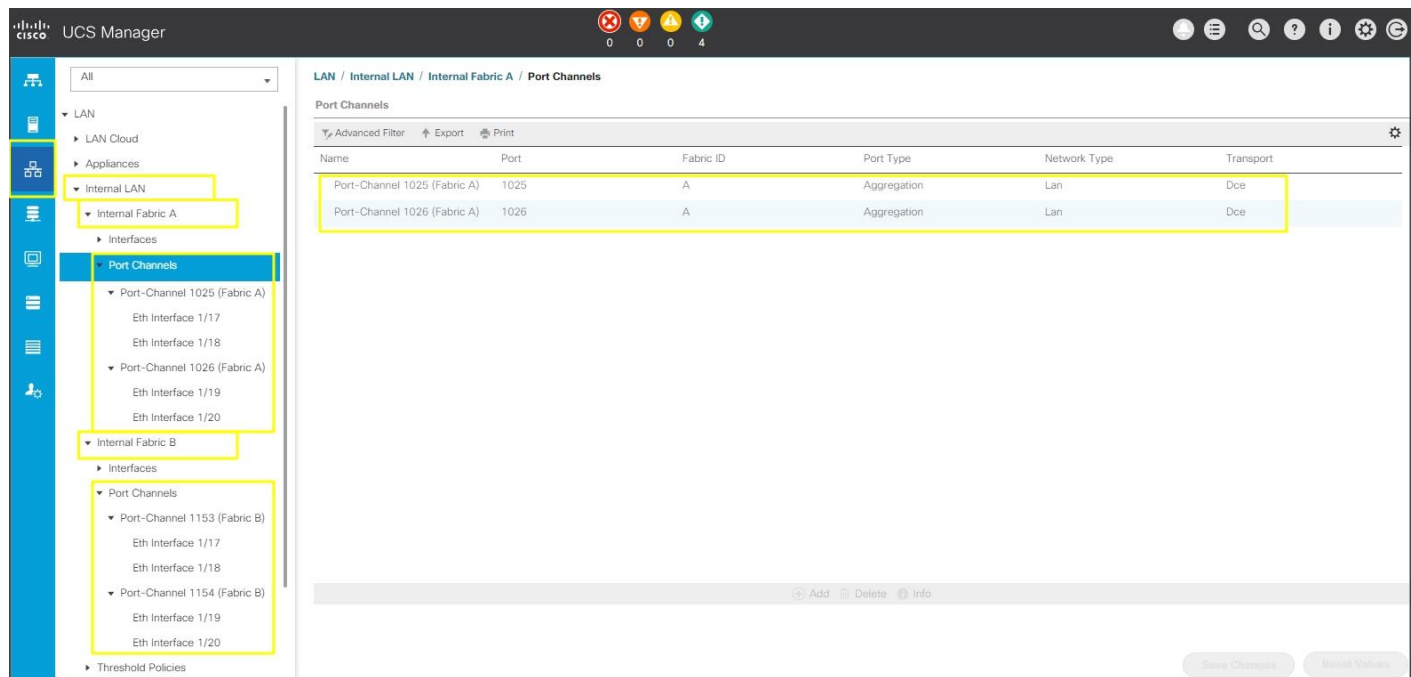 cisco UCS Manager
0 0 0 4
All
LAN
LAN Cloud
Appliances
Internal LAN
Internal Fabric A
Interfaces
Port Channels
Port-Channel 1025 (Fabric A)
Eth Interface 1/17
Eth Interface 1/18
Port-Channel 1026 (Fabric A)
Eth Interface 1/19
Eth Interface 1/20
Internal Fabric B
Interfaces
Port Channels
Port-Channel 1153 (Fabric B)
Eth Interface 1/17
Eth Interface 1/18
Port-Channel 1154 (Fabric B)
Eth Interface 1/19
Eth Interface 1/20
Threshold Policies
LAN / Internal LAN / Internal Fabric A / Port Channels
Port Channels
Advanced Filter Export Print
Name Port Fabric ID Port Type Network Type Transport
Port-Channel 1025 (Fabric A) 1025 A Aggregation Lan Dce
Port-Channel 1026 (Fabric A) 1026 A Aggregation Lan Dce
Add Delete Info
Save Changes Reset Values